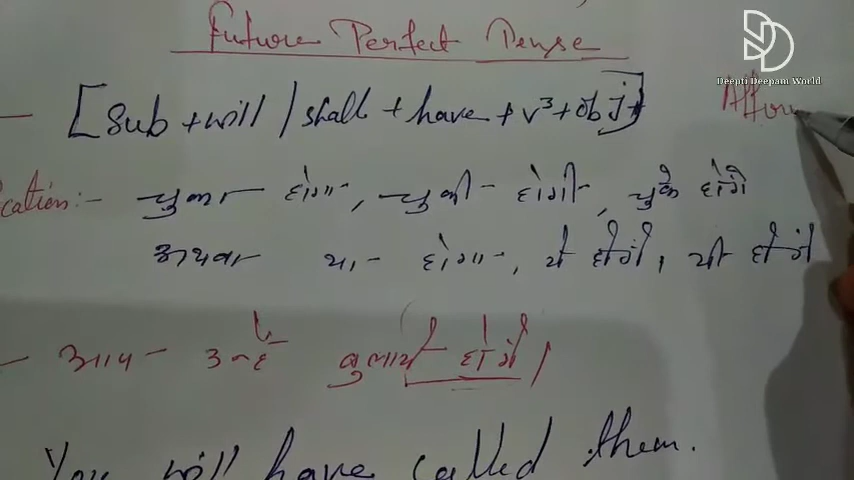 Future Perfect Tense
Deepti Deepam World
[Sub + will / shall + have + v³ + obj]
Affir
cation:- चुका होगा, चुकी होगी, चुके होंगे
अथवा या होगा, ये होंगे, यी होंगी
आप उन्हें बुलाये होंगे।
You will have called them.